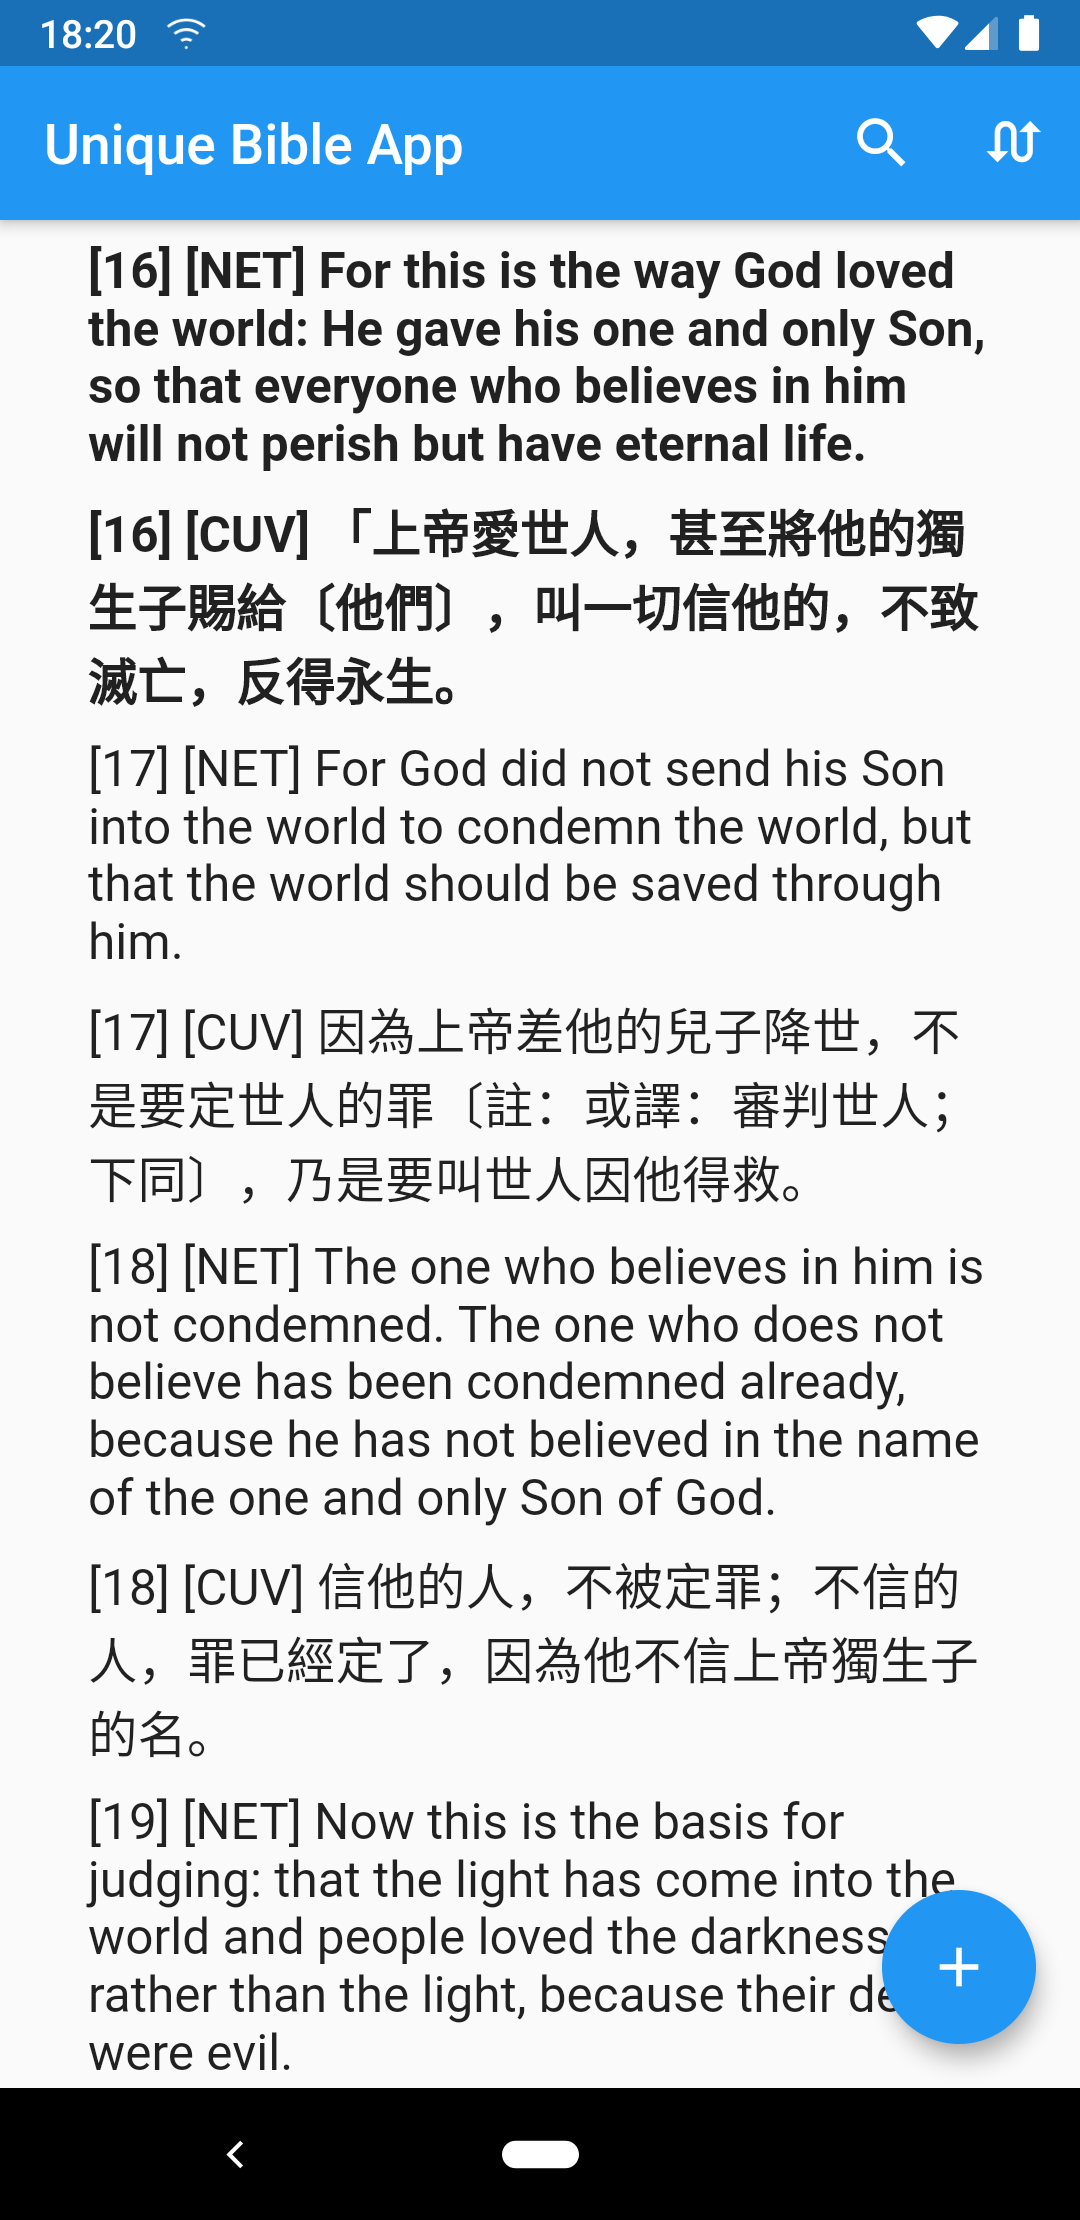 18:20
Unique Bible App
[16] [NET] For this is the way God loved
the world: He gave his one and only Son,
so that everyone who believes in him
will not perish but have eternal life.
[16] [CUV] 「上帝愛世人，甚至將他的獨
生子賜給〔他們〕，叫一切信他的，不致
滅亡，反得永生。
[17] [NET] For God did not send his Son
into the world to condemn the world, but
that the world should be saved through
him.
[17] [CUV] 因為上帝差他的兒子降世，不
是要定世人的罪〔註：或譯：審判世人；
下同〕，乃是要叫世人因他得救。
[18] [NET] The one who believes in him is
not condemned. The one who does not
believe has been condemned already,
because he has not believed in the name
of the one and only Son of God.
[18] [CUV] 信他的人，不被定罪；不信的
人，罪已經定了，因為他不信上帝獨生子
的名。
[19] [NET] Now this is the basis for
judging: that the light has come into the
world and people loved the darkness
rather than the light, because their
were evil.